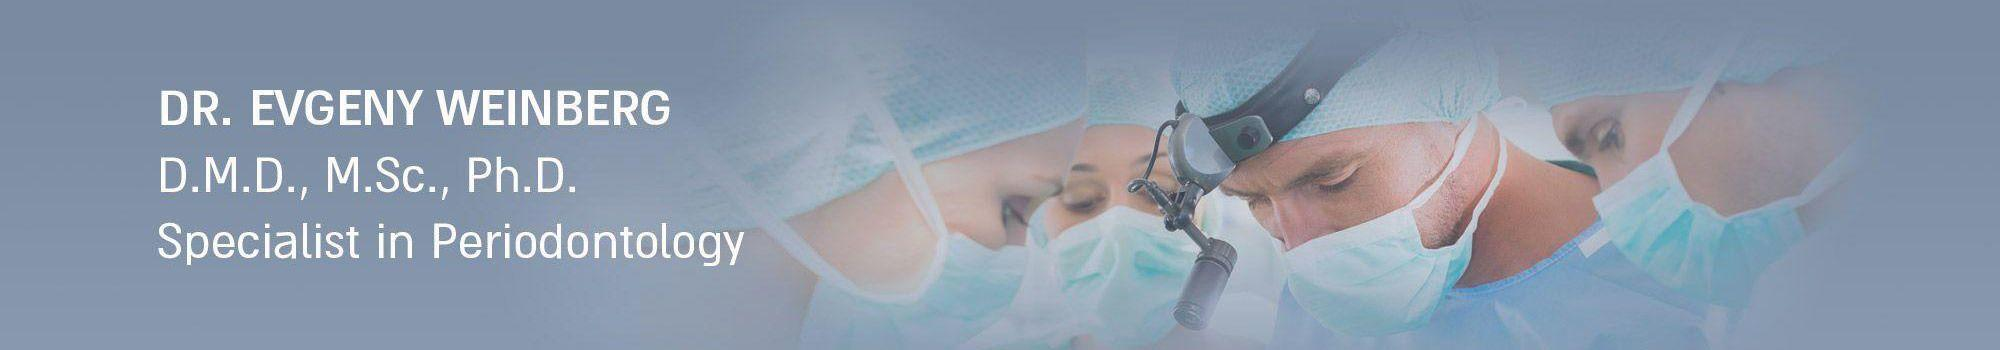 DR. EVGENY WEINBERG
D.M.D., M.Sc., Ph.D.
Specialist in Periodontology